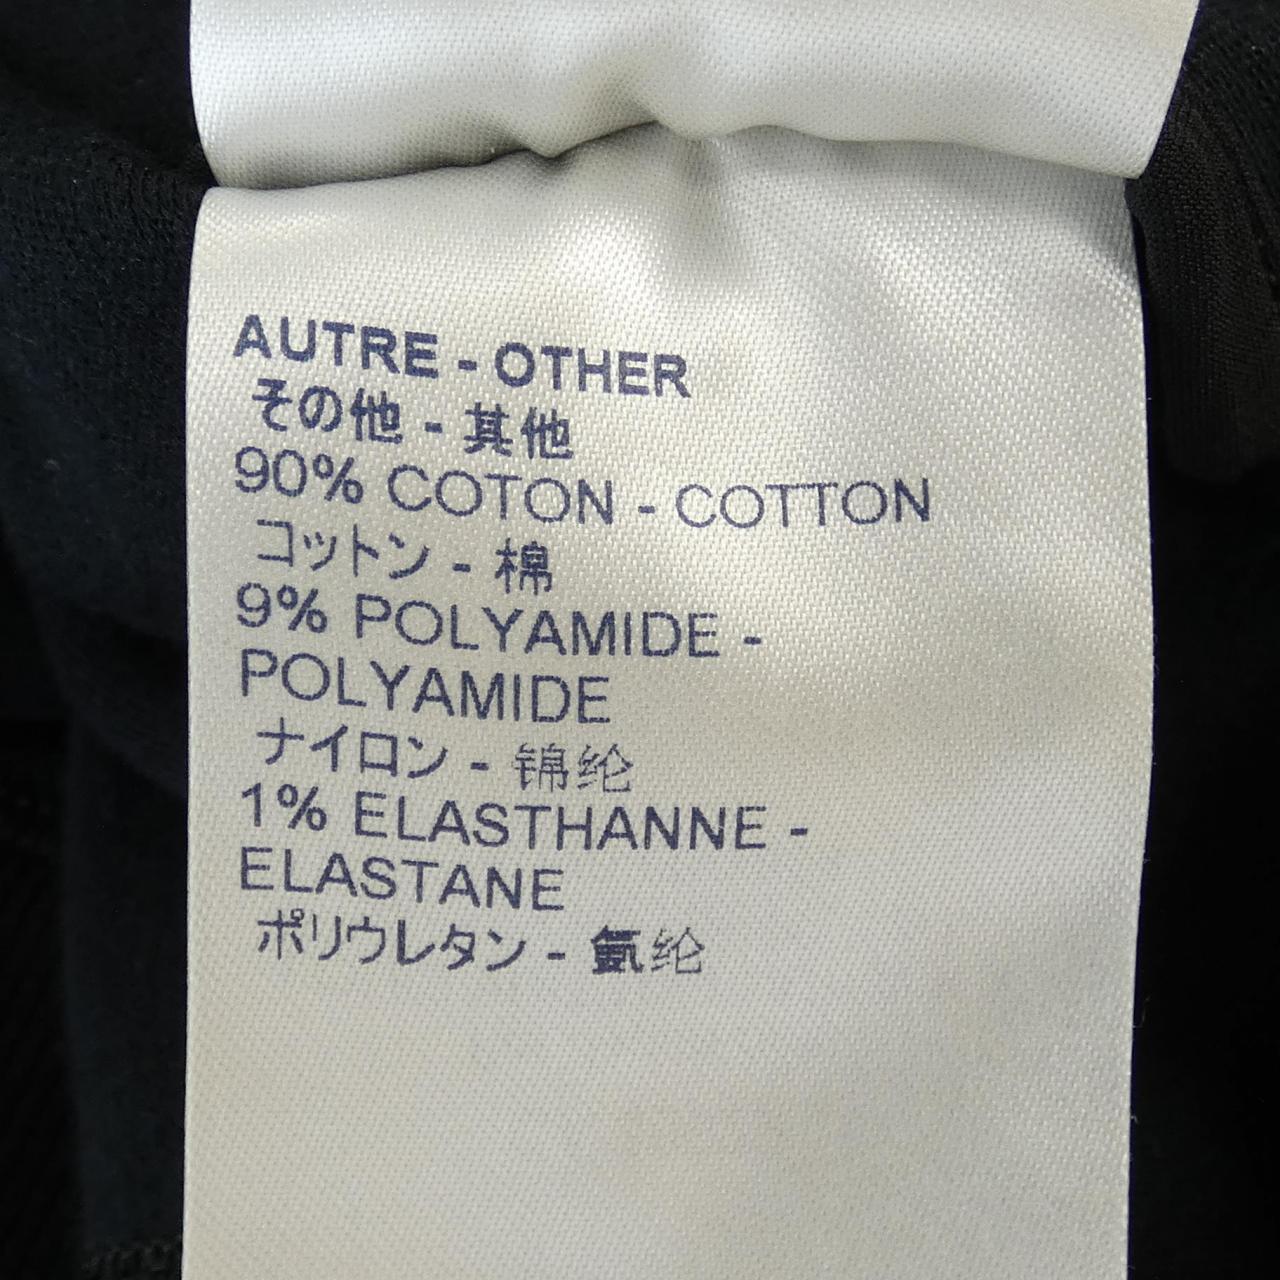 AUTRE - OTHER
その他 - 其他
90% COTON - COTTON
コットン - 棉
9% POLYAMIDE -
POLYAMIDE
ナイロン - 锦纶
1% ELASTHANNE -
ELASTANE
ポリウレタン - 氨纶